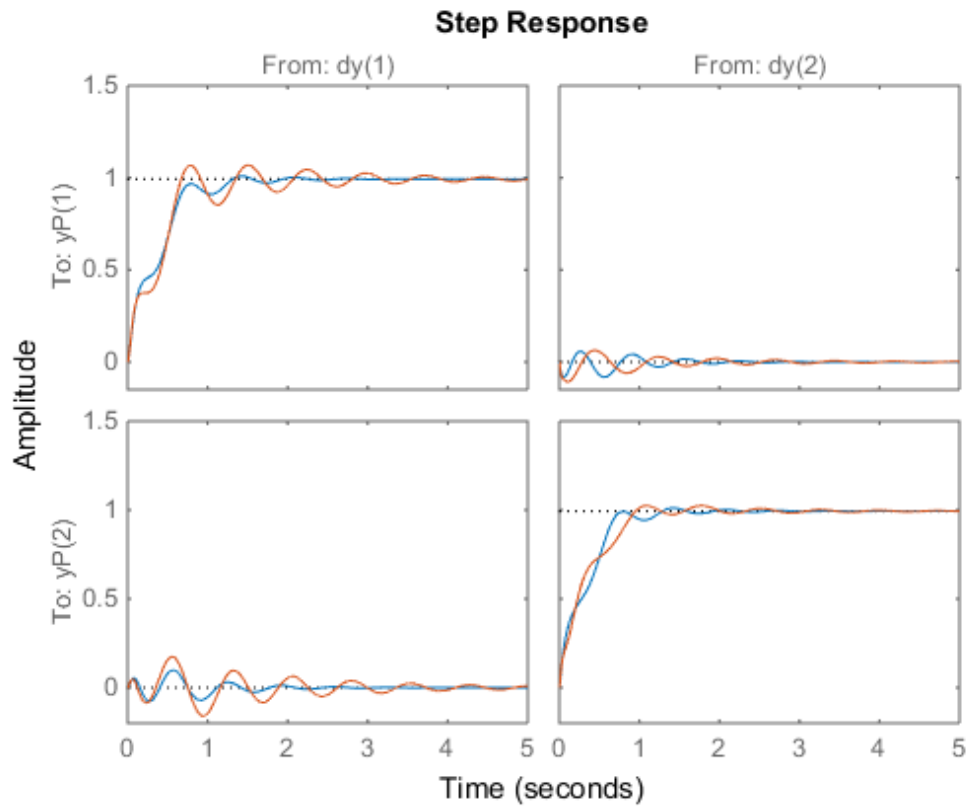 Step Response
From: dy(1)
From: dy(2)
1.5
1
0.5
0
To: yP(1)
Amplitude
1.5
1
0.5
0
To: yP(2)
0 1 2 3 4 5
0 1 2 3 4 5
Time (seconds)